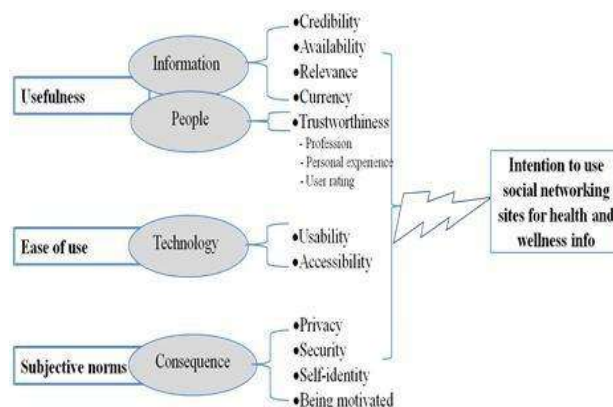 Usefulness
Information
People
●Credibility
●Availability
●Relevance
●Currency
●Trustworthiness
- Profession
- Personal experience
- User rating
Ease of use
Technology
●Usability
●Accessibility
Subjective norms
Consequence
●Privacy
●Security
●Self-identity
●Being motivated
Intention to use
social networking
sites for health and
wellness info